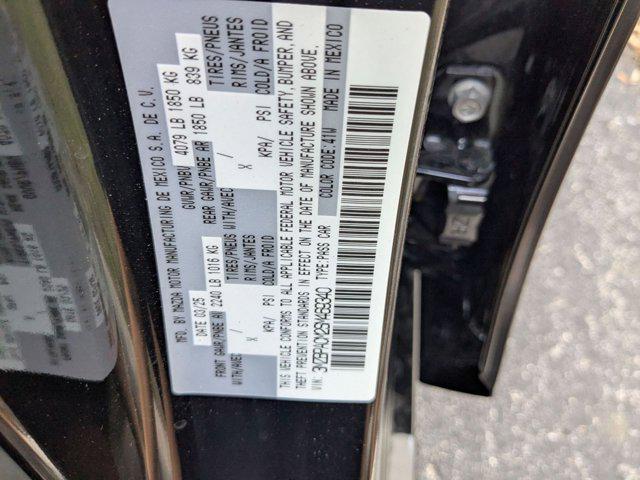 MFD. BY MAZDA MOTOR MANUFACTURING DE MEXICO S.A. DE C.V.
DATE 03/25 GVWR/PNBV 4079 LB 1850 KG
FRONT GAWR/PNBE AV 2240 LB 1016 KG REAR GAWR/PNBE AR 1850 LB 839 KG
WITH/AVEC TIRES/PNEUS WITH/AVEC TIRES/PNEUS
X / RIMS/JANTES X / RIMS/JANTES
KPA/ PSI COLD/A FROID KPA/ PSI COLD/A FROID
THIS VEHICLE CONFORMS TO ALL APPLICABLE FEDERAL MOTOR VEHICLE SAFETY, BUMPER, AND
THEFT PREVENTION STANDARDS IN EFFECT ON THE DATE OF MANUFACTURE SHOWN ABOVE.
VIN: TYPE:PASS CAR COLOR CODE:41W MADE IN MEXICO